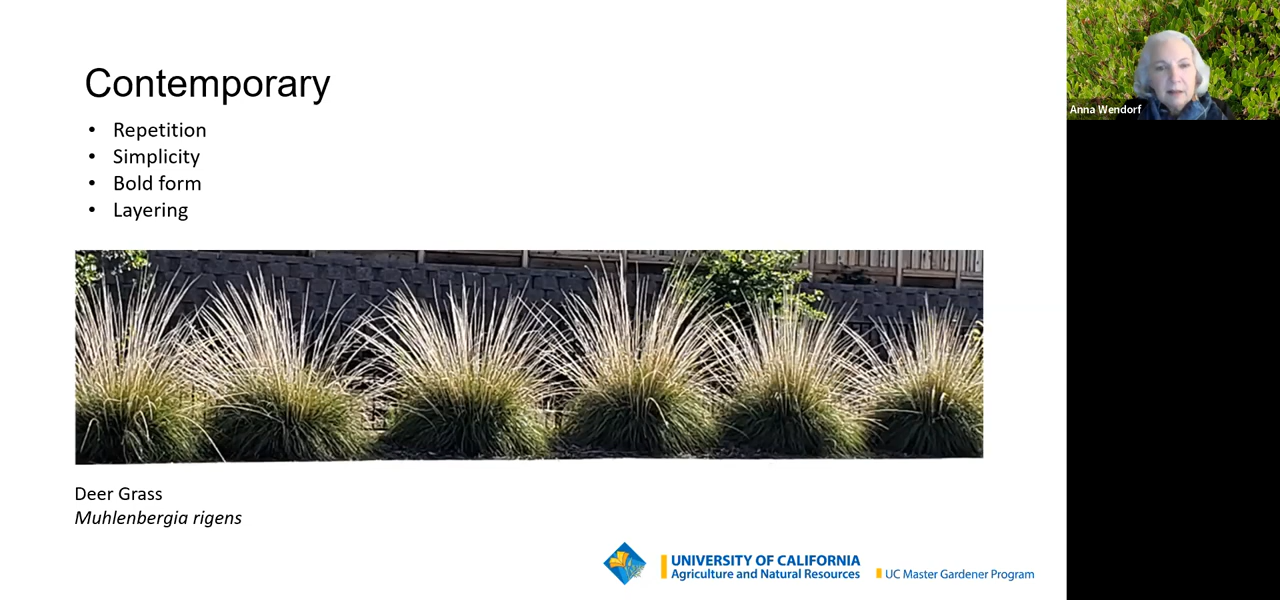 Contemporary
• Repetition
• Simplicity
• Bold form
• Layering
Deer Grass
Muhlenbergia rigens
UNIVERSITY OF CALIFORNIA
Agriculture and Natural Resources
UC Master Gardener Program
Anna Wendorf